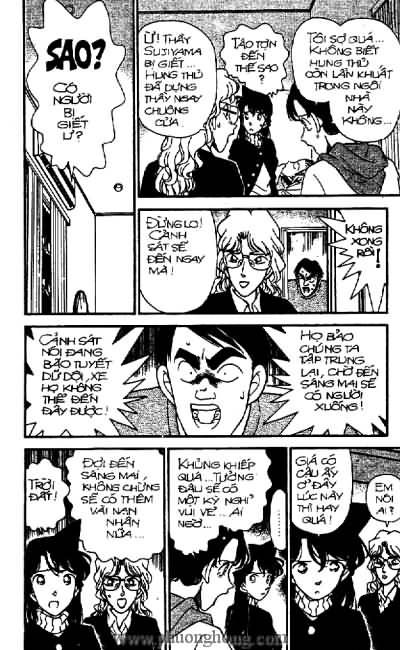 SAO?
CÓ
NGƯỜI
BỊ
GIẾT
Ư?
Ừ! THẦY
SUJIYAMA
BỊ GIẾT...
HUNG THỦ
ĐÃ DỰNG
THẦY NGAY
CHUÔNG
CỬA...
TÁO TỢN
ĐẾN
THẾ SAO
?
TÔI SỢ
QUÁ...
KHÔNG BIẾT
HUNG THỦ
CÒN LẨN KHUẤT
TRONG NGÔI
NHÀ
NÀY
KHÔNG...
ĐỪNG LO!
CẢNH
SÁT SẼ
ĐẾN
NGAY
MÀ!
KHÔNG
XONG
RỒI!
CẢNH SÁT
NÓI ĐANG
BÃO TUYẾT
DỮ DỘI, XE
HỌ KHÔNG
THỂ ĐẾN
ĐÂY ĐƯỢC!
HỌ BẢO
CHÚNG TA
TẬP TRUNG
LẠI, CHỜ ĐẾN
SÁNG MAI SẼ
CÓ NGƯỜI
XUỐNG!
TRỜI
ĐẤT!
ĐỢI ĐẾN
SÁNG MAI,
KHÔNG CHỪNG
SẼ CÓ THÊM
VÀI NẠN
NHÂN
NỮA...
KHỦNG KHIẾP
QUÁ... TƯỞNG
ĐÂU SẼ CÓ
MỘT KỲ NGHỈ
VUI VẺ... AI
NGỜ...
.........
GIÁ CÓ
CẬU ẤY
Ở ĐÂY
LÚC NÀY
THÌ HAY
QUÁ!
EM
NÓI
AI?
www.phuonghong.com